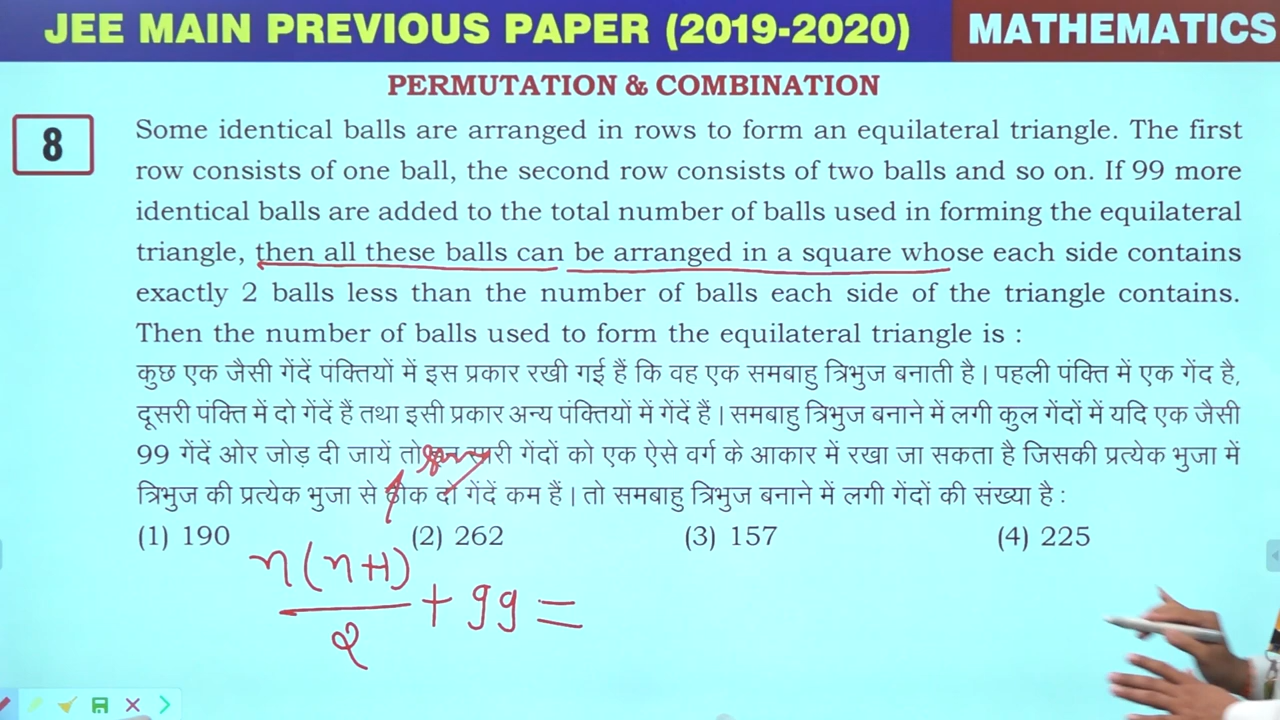 JEE MAIN PREVIOUS PAPER (2019-2020) MATHEMATICS
PERMUTATION & COMBINATION
8
Some identical balls are arranged in rows to form an equilateral triangle. The first
row consists of one ball, the second row consists of two balls and so on. If 99 more
identical balls are added to the total number of balls used in forming the equilateral
triangle, then all these balls can be arranged in a square whose each side contains
exactly 2 balls less than the number of balls each side of the triangle contains.
Then the number of balls used to form the equilateral triangle is :
कुछ एक जैसी गेंदें पंक्तियों में इस प्रकार रखी गई हैं कि वह एक समबाहु त्रिभुज बनाती है। पहली पंक्ति में एक गेंद है,
दूसरी पंक्ति में दो गेंदें हैं तथा इसी प्रकार अन्य पंक्तियों में गेंदें हैं। समबाहु त्रिभुज बनाने में लगी कुल गेंदों में यदि एक जैसी
99 गेंदें ओर जोड़ दी जायें तो गेंदों को एक ऐसे वर्ग के आकार में रखा जा सकता है जिसकी प्रत्येक भुजा में
त्रिभुज की प्रत्येक भुजा से ठीक दो गेंदें कम हैं। तो समबाहु त्रिभुज बनाने में लगी गेंदों की संख्या है :
(1) 190 (2) 262 (3) 157 (4) 225
n(n+1)
+ 99 =
2